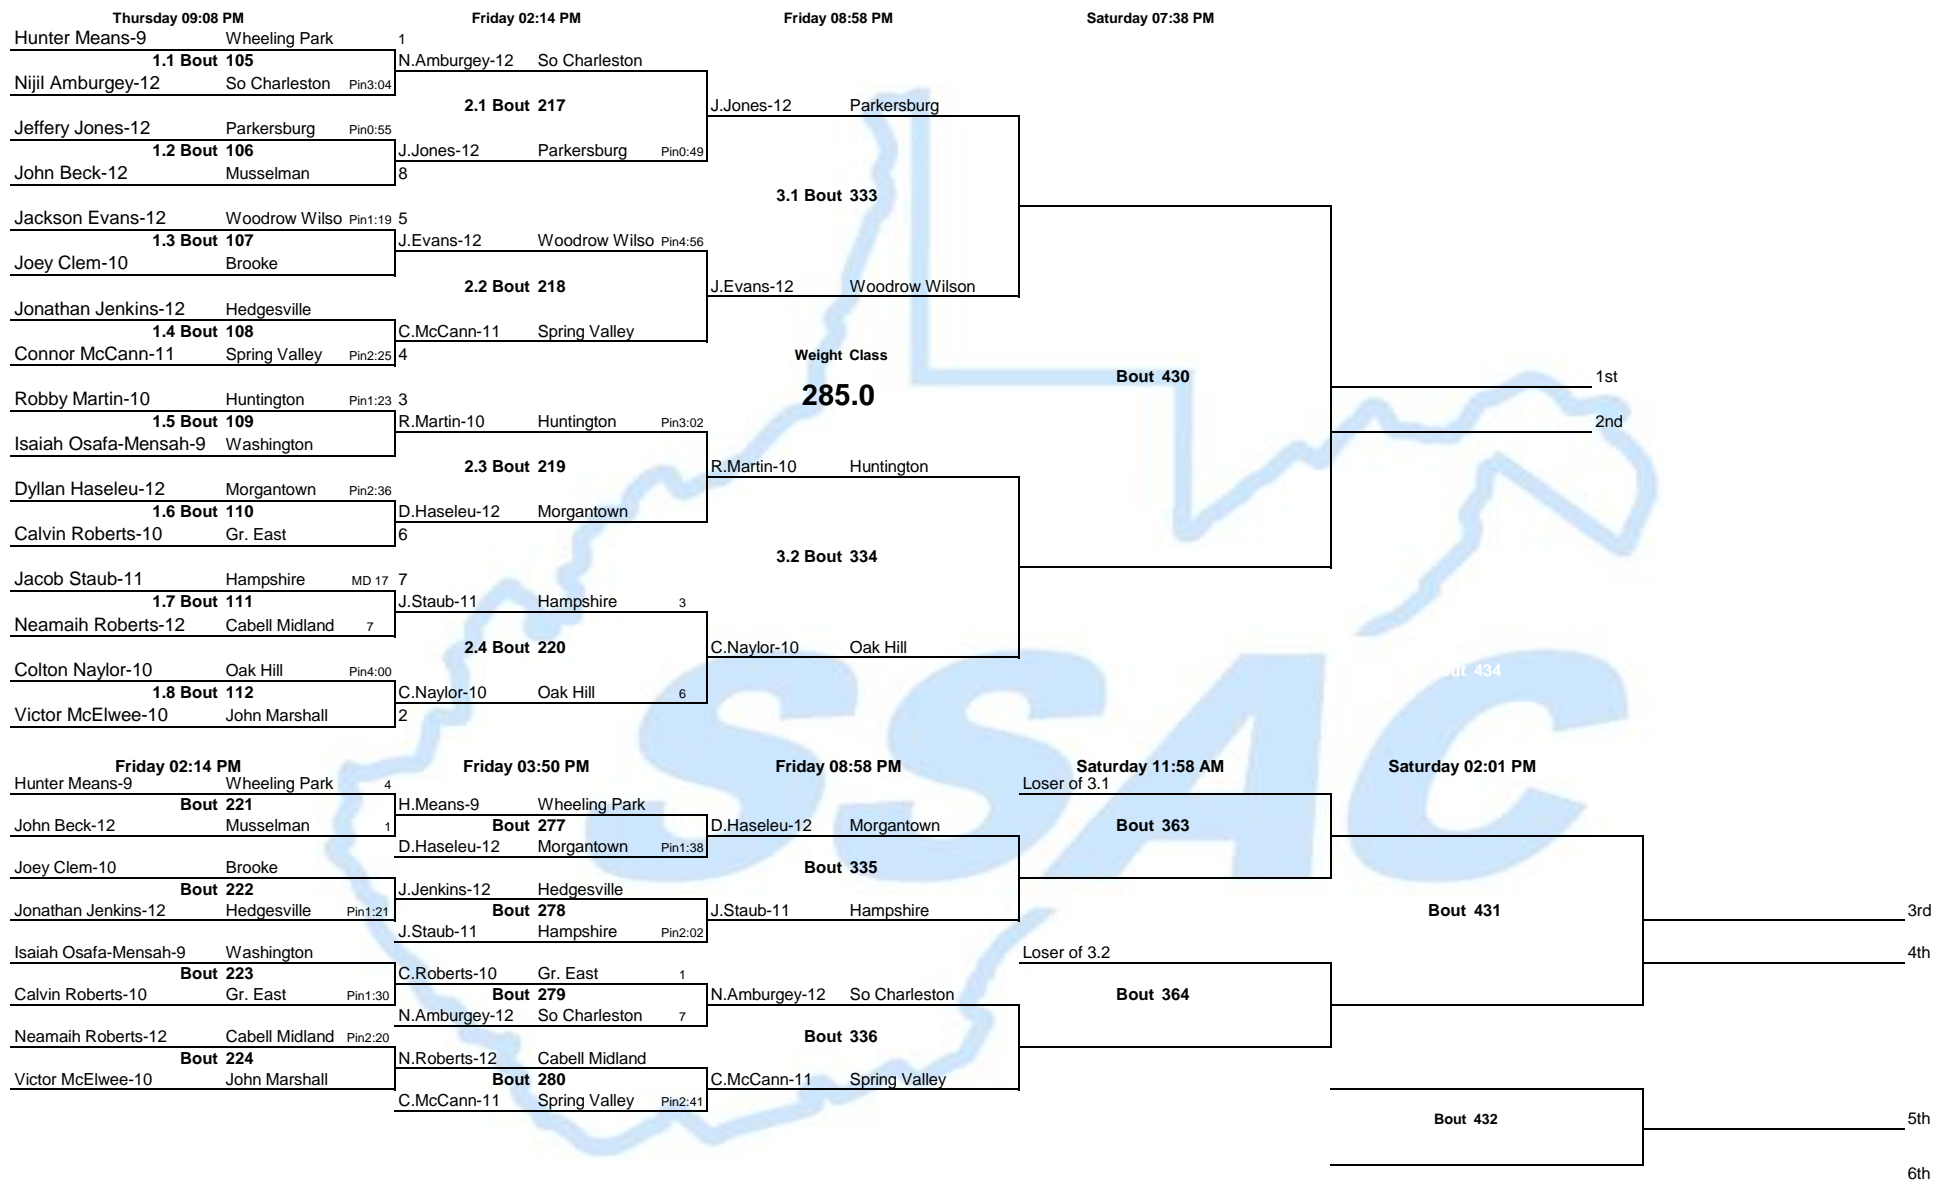 Thursday 09:08 PM Friday 02:14 PM Friday 08:58 PM Saturday 07:38 PM
Hunter Means-9 Wheeling Park 1
1.1 Bout 105 N.Amburgey-12 So Charleston
Nijil Amburgey-12 So Charleston Pin3:04
2.1 Bout 217 J.Jones-12 Parkersburg
Jeffery Jones-12 Parkersburg Pin0:55
1.2 Bout 106 J.Jones-12 Parkersburg Pin0:49
John Beck-12 Musselman 8
3.1 Bout 333
Jackson Evans-12 Woodrow Wilso Pin1:19 5
1.3 Bout 107 J.Evans-12 Woodrow Wilso Pin4:56
Joey Clem-10 Brooke
2.2 Bout 218 J.Evans-12 Woodrow Wilson
Jonathan Jenkins-12 Hedgesville
1.4 Bout 108 C.McCann-11 Spring Valley
Connor McCann-11 Spring Valley Pin2:25 4 Weight Class
Bout 430 1st
Robby Martin-10 Huntington Pin1:23 3 285.0
1.5 Bout 109 R.Martin-10 Huntington Pin3:02 2nd
Isaiah Osafa-Mensah-9 Washington
2.3 Bout 219 R.Martin-10 Huntington
Dyllan Haseleu-12 Morgantown Pin2:36
1.6 Bout 110 D.Haseleu-12 Morgantown
Calvin Roberts-10 Gr. East 6
3.2 Bout 334
Jacob Staub-11 Hampshire MD 17 7
1.7 Bout 111 J.Staub-11 Hampshire 3
Neamaih Roberts-12 Cabell Midland 7
2.4 Bout 220 C.Naylor-10 Oak Hill
Colton Naylor-10 Oak Hill Pin4:00 434
1.8 Bout 112 C.Naylor-10 Oak Hill 6
Victor McElwee-10 John Marshall 2
SSAC
Friday 02:14 PM Friday 03:50 PM Friday 08:58 PM Saturday 11:58 AM Saturday 02:01 PM
Hunter Means-9 Wheeling Park 4 Loser of 3.1
Bout 221 H.Means-9 Wheeling Park
John Beck-12 Musselman 1 Bout 277 D.Haseleu-12 Morgantown Bout 363
D.Haseleu-12 Morgantown Pin1:38
Joey Clem-10 Brooke Bout 335
Bout 222 J.Jenkins-12 Hedgesville
Jonathan Jenkins-12 Hedgesville Pin1:21 Bout 278 J.Staub-11 Hampshire Bout 431 3rd
J.Staub-11 Hampshire Pin2:02
Isaiah Osafa-Mensah-9 Washington Loser of 3.2 4th
Bout 223 C.Roberts-10 Gr. East 1
Calvin Roberts-10 Gr. East Pin1:30 Bout 279 N.Amburgey-12 So Charleston Bout 364
N.Amburgey-12 So Charleston 7
Neamaih Roberts-12 Cabell Midland Pin2:20 Bout 336
Bout 224 N.Roberts-12 Cabell Midland
Victor McElwee-10 John Marshall Bout 280 C.McCann-11 Spring Valley
C.McCann-11 Spring Valley Pin2:41
Bout 432 5th
6th